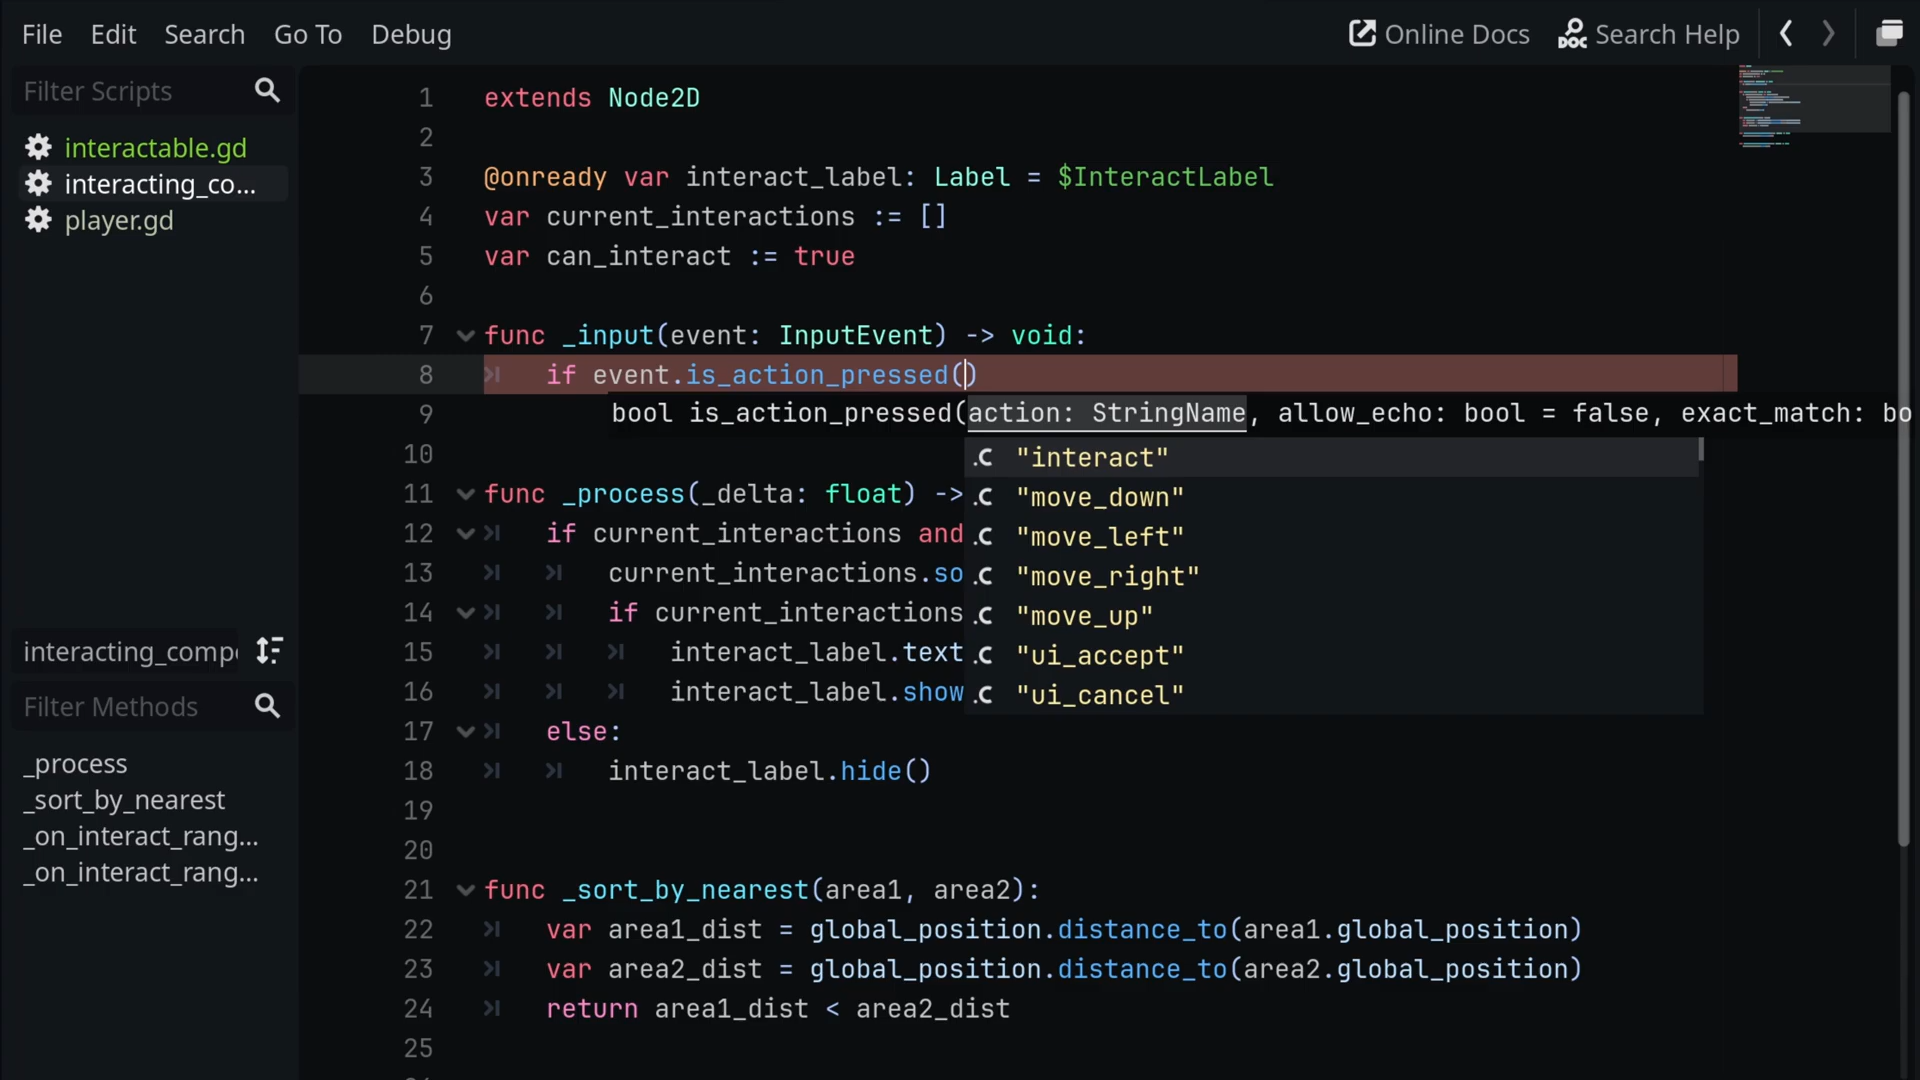 File Edit Search Go To Debug Online Docs Search Help
Filter Scripts
interactable.gd
interacting_co...
player.gd
interacting_comp
Filter Methods
_process
_sort_by_nearest
_on_interact_rang...
_on_interact_rang...
1 extends Node2D
2
3 @onready var interact_label: Label = $InteractLabel
4 var current_interactions := []
5 var can_interact := true
6
7 func _input(event: InputEvent) -> void:
8 if event.is_action_pressed()
9 bool is_action_pressed(action: StringName, allow_echo: bool = false, exact_match: bo
10 "interact"
11 func _process(_delta: float) -> "move_down"
12 if current_interactions and "move_left"
13 current_interactions.so "move_right"
14 if current_interactions "move_up"
15 interact_label.text "ui_accept"
16 interact_label.show "ui_cancel"
17 else:
18 interact_label.hide()
19
20
21 func _sort_by_nearest(area1, area2):
22 var area1_dist = global_position.distance_to(area1.global_position)
23 var area2_dist = global_position.distance_to(area2.global_position)
24 return area1_dist < area2_dist
25